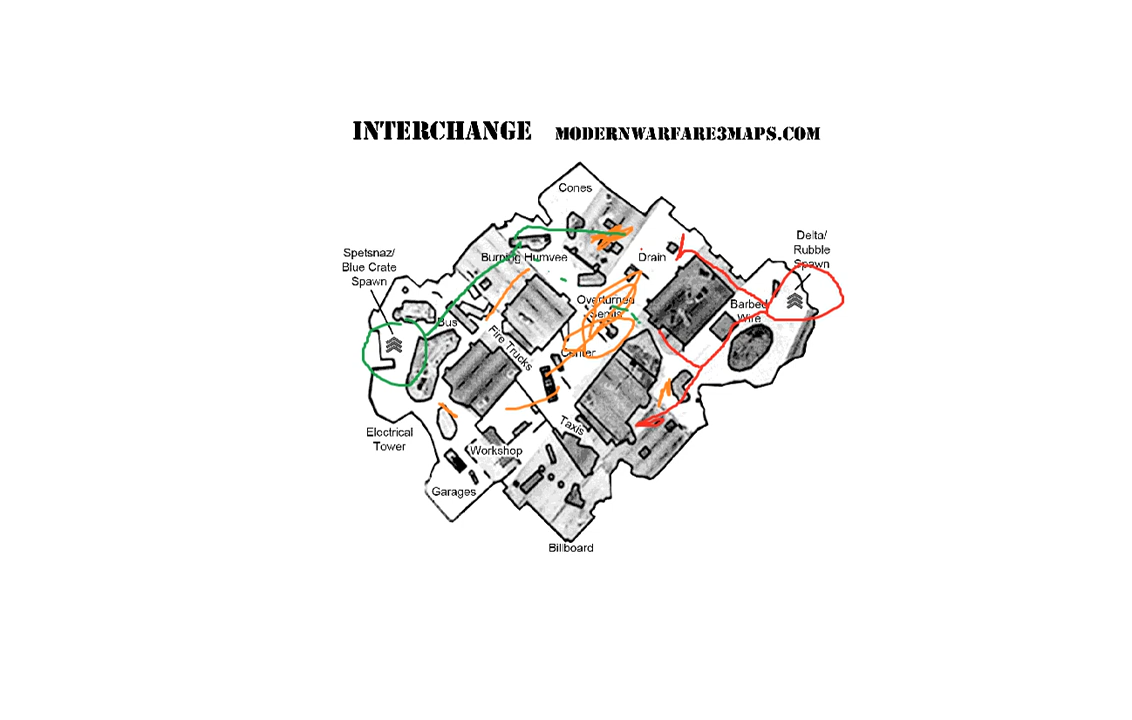 INTERCHANGE MODERNWARFARE3MAPS.COM
Cones
Delta/
Rubble
Spawn
Spetsnaz/
Blue Crate
Spawn
Burning Humvee
Drain
Overturned
Semis
Barbed
Wire
Bus
Fire Trucks
Center
Taxis
Electrical
Tower
Workshop
Garages
Billboard